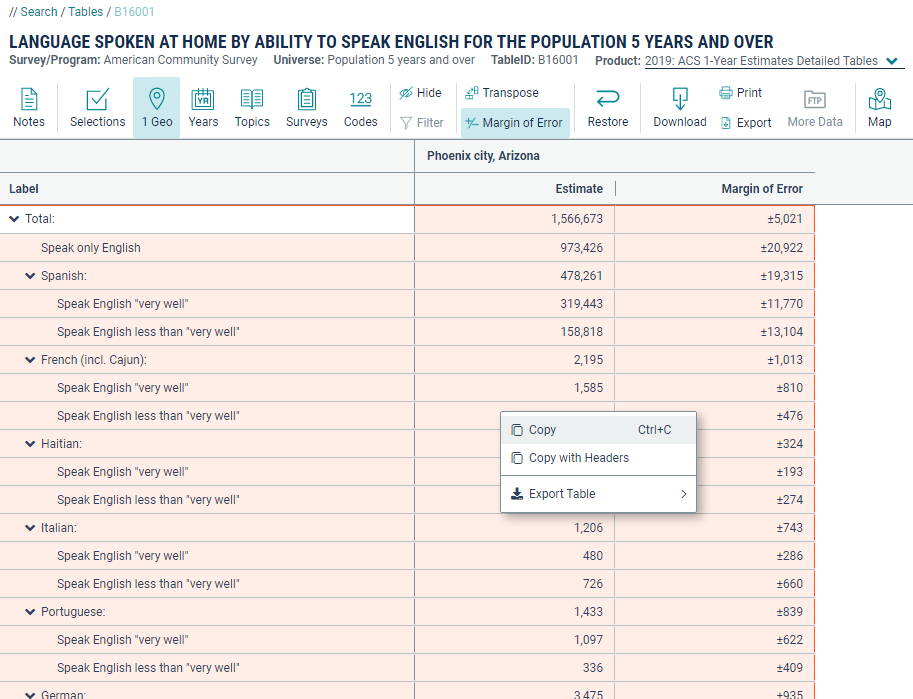 // Search / Tables / B16001
LANGUAGE SPOKEN AT HOME BY ABILITY TO SPEAK ENGLISH FOR THE POPULATION 5 YEARS AND OVER
Survey/Program: American Community Survey Universe: Population 5 years and over TableID: B16001 Product: 2019: ACS 1-Year Estimates Detailed Tables
Notes Selections 1 Geo YR Years Topics Surveys 123 Codes Hide Filter Transpose Margin of Error Restore Download Print Export FTP More Data Map
Phoenix city, Arizona
Label Estimate Margin of Error
Total: 1,566,673 ±5,021
Speak only English 973,426 ±20,922
Spanish: 478,261 ±19,315
Speak English "very well" 319,443 ±11,770
Speak English less than "very well" 158,818 ±13,104
French (incl. Cajun): 2,195 ±1,013
Speak English "very well" 1,585 ±810
Speak English less than "very well" ±476
Copy Ctrl+C
Haitian: ±324
Copy with Headers
Speak English "very well" ±193
Export Table
Speak English less than "very well" ±274
Italian: 1,206 ±743
Speak English "very well" 480 ±286
Speak English less than "very well" 726 ±660
Portuguese: 1,433 ±839
Speak English "very well" 1,097 ±622
Speak English less than "very well" 336 ±409
German: 3,475 ±935